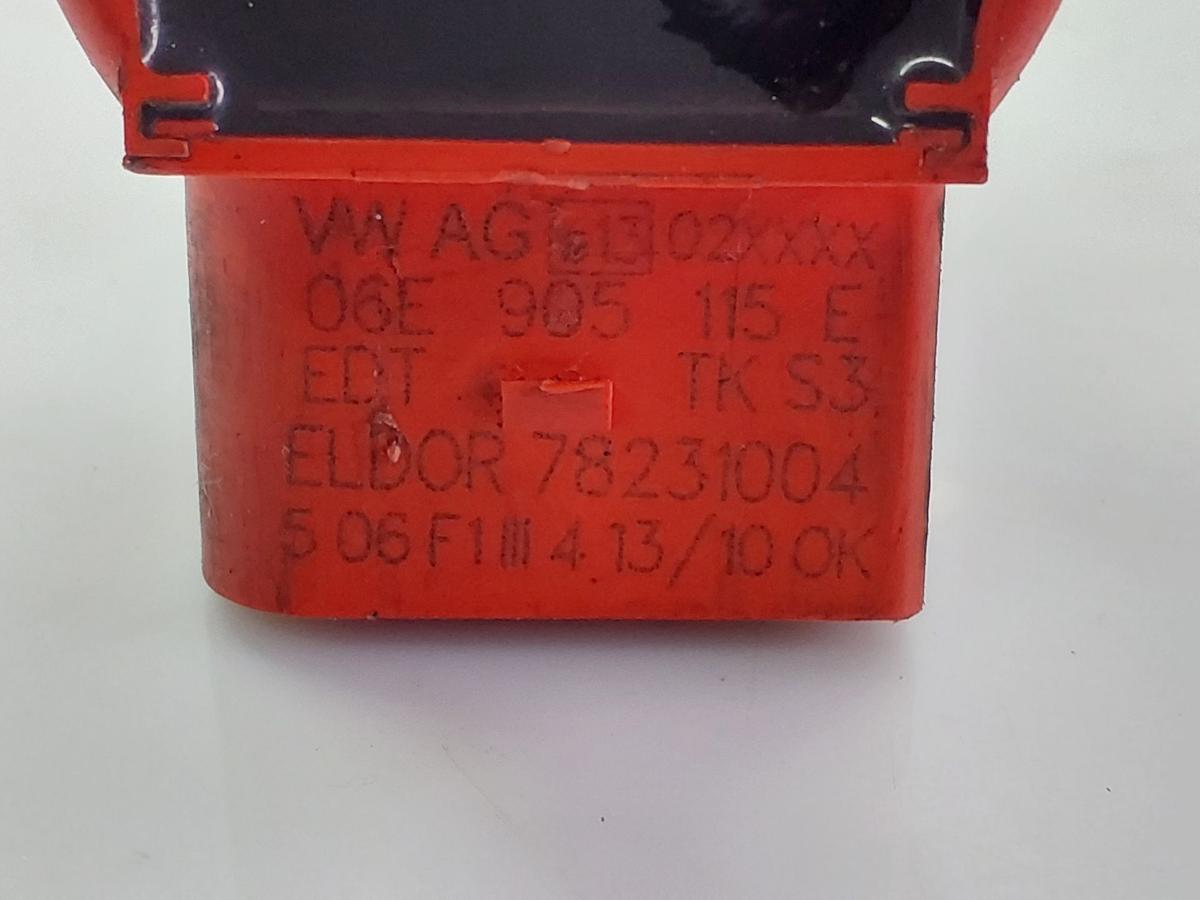 VW AG 613 02XXXX
06E 905 115 E
EDT TK S3
ELDOR 78231004
5 06 F1 III 4 13/10 OK